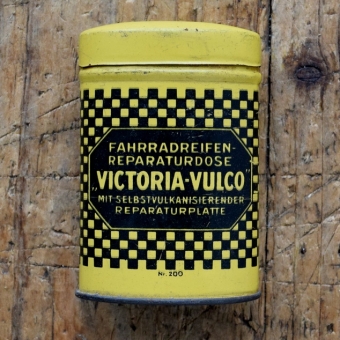 FAHRRADREIFEN-
REPARATURDOSE
„VICTORIA-VULCO"
MIT SELBSTVULKANISIERENDER
REPARATURPLATTE
Nr. 200